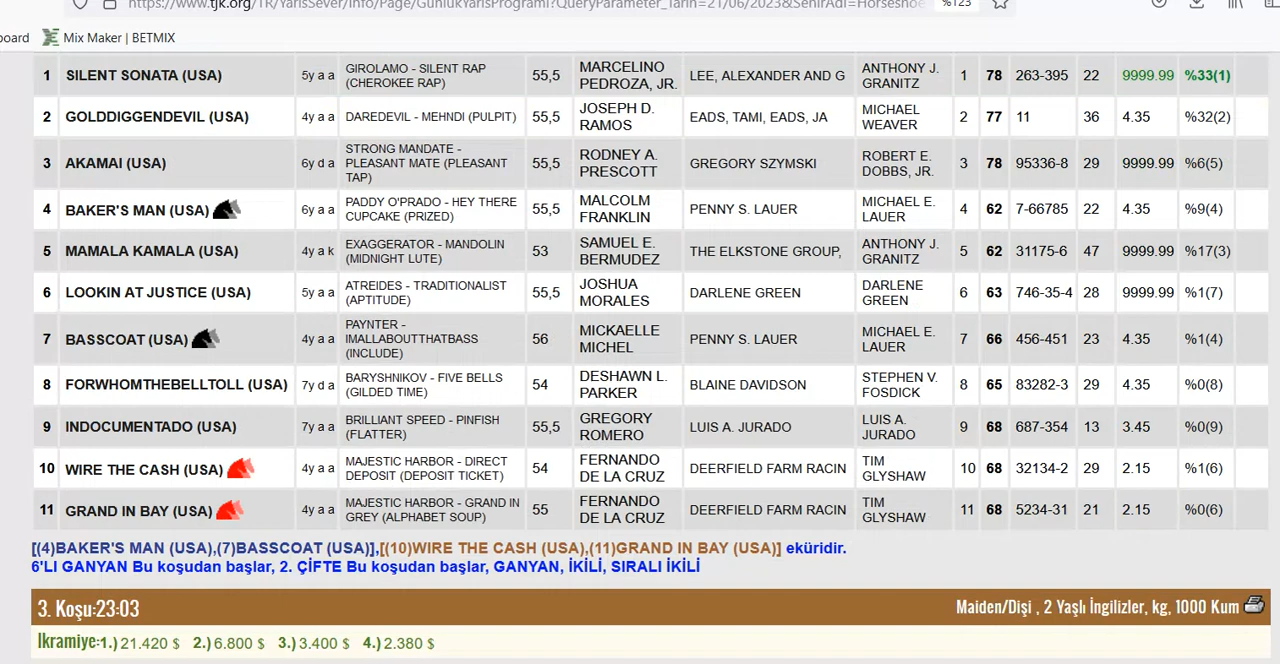 https://www.tjk.org/TR/YarisSever/Info/Page/GunlukYarisProgrami?QueryParameter_Tarih=21/06/2023&SehirAdi=Horseshoe %123
board Mix Maker | BETMIX
1 SILENT SONATA (USA) 5y a a GIROLAMO - SILENT RAP (CHEROKEE RAP) 55,5 MARCELINO PEDROZA, JR. LEE, ALEXANDER AND G ANTHONY J. GRANITZ 1 78 263-395 22 9999.99 %33(1)
2 GOLDDIGGENDEVIL (USA) 4y a a DAREDEVIL - MEHNDI (PULPIT) 55,5 JOSEPH D. RAMOS EADS, TAMI, EADS, JA MICHAEL WEAVER 2 77 11 36 4.35 %32(2)
3 AKAMAI (USA) 6y d a STRONG MANDATE - PLEASANT MATE (PLEASANT TAP) 55,5 RODNEY A. PRESCOTT GREGORY SZYMSKI ROBERT E. DOBBS, JR. 3 78 95336-8 29 9999.99 %6(5)
4 BAKER'S MAN (USA) 6y a a PADDY O'PRADO - HEY THERE CUPCAKE (PRIZED) 55,5 MALCOLM FRANKLIN PENNY S. LAUER MICHAEL E. LAUER 4 62 7-66785 22 4.35 %9(4)
5 MAMALA KAMALA (USA) 4y a k EXAGGERATOR - MANDOLIN (MIDNIGHT LUTE) 53 SAMUEL E. BERMUDEZ THE ELKSTONE GROUP, ANTHONY J. GRANITZ 5 62 31175-6 47 9999.99 %17(3)
6 LOOKIN AT JUSTICE (USA) 5y a a ATREIDES - TRADITIONALIST (APTITUDE) 55,5 JOSHUA MORALES DARLENE GREEN DARLENE GREEN 6 63 746-35-4 28 9999.99 %1(7)
7 BASSCOAT (USA) 4y a a PAYNTER - IMALLABOUTTHATBASS (INCLUDE) 56 MICKAELLE MICHEL PENNY S. LAUER MICHAEL E. LAUER 7 66 456-451 23 4.35 %1(4)
8 FORWHOMTHEBELLTOLL (USA) 7y d a BARYSHNIKOV - FIVE BELLS (GILDED TIME) 54 DESHAWN L. PARKER BLAINE DAVIDSON STEPHEN V. FOSDICK 8 65 83282-3 29 4.35 %0(8)
9 INDOCUMENTADO (USA) 7y a a BRILLIANT SPEED - PINFISH (FLATTER) 55,5 GREGORY ROMERO LUIS A. JURADO LUIS A. JURADO 9 68 687-354 13 3.45 %0(9)
10 WIRE THE CASH (USA) 4y a a MAJESTIC HARBOR - DIRECT DEPOSIT (DEPOSIT TICKET) 54 FERNANDO DE LA CRUZ DEERFIELD FARM RACIN TIM GLYSHAW 10 68 32134-2 29 2.15 %1(6)
11 GRAND IN BAY (USA) 4y a a MAJESTIC HARBOR - GRAND IN GREY (ALPHABET SOUP) 55 FERNANDO DE LA CRUZ DEERFIELD FARM RACIN TIM GLYSHAW 11 68 5234-31 21 2.15 %0(6)
[(4)BAKER'S MAN (USA),(7)BASSCOAT (USA)],[(10)WIRE THE CASH (USA),(11)GRAND IN BAY (USA)] eküridir.
6'LI GANYAN Bu koşudan başlar, 2. ÇİFTE Bu koşudan başlar, GANYAN, İKİLİ, SIRALI İKİLİ
3. Koşu:23:03 Maiden/Dişi , 2 Yaşlı İngilizler, kg, 1000 Kum
Ikramiye:1.) 21.420 $ 2.) 6.800 $ 3.) 3.400 $ 4.) 2.380 $